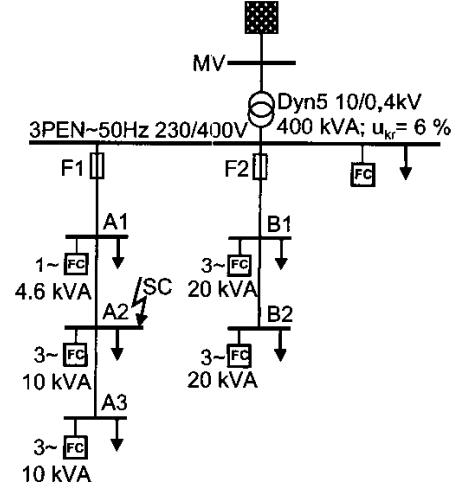 MV
Dyn5 10/0,4kV
400 kVA; ukr= 6 %
3PEN~50Hz 230/400V
F1
F2
FC
A1
B1
1~ FC
4.6 kVA
3~ FC
20 kVA
SC
A2
B2
3~ FC
10 kVA
3~ FC
20 kVA
A3
3~ FC
10 kVA